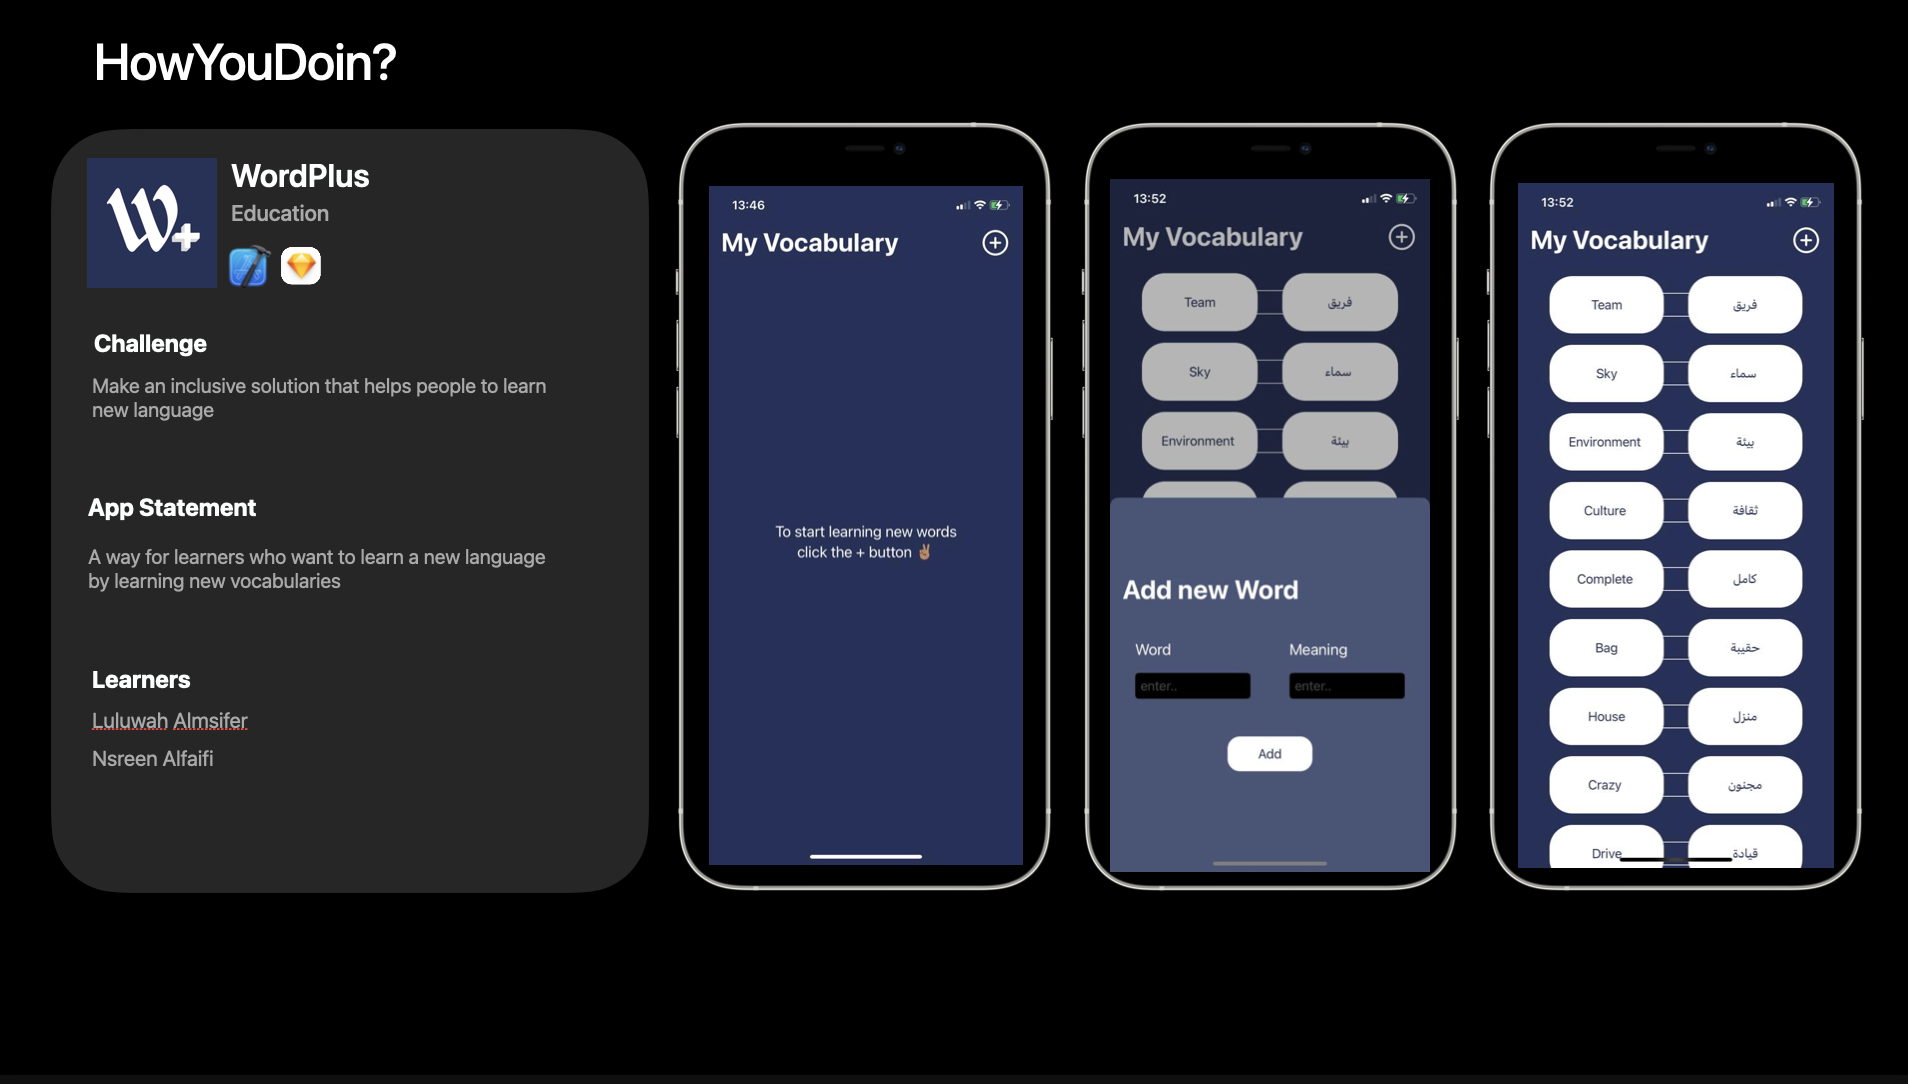 HowYouDoin?
W+
WordPlus
Education
Challenge
Make an inclusive solution that helps people to learn
new language
App Statement
A way for learners who want to learn a new language
by learning new vocabularies
Learners
Luluwah Almsifer
Nsreen Alfaifi
13:46
My Vocabulary
To start learning new words
click the + button ✌🏽
13:52
My Vocabulary
Team فريق
Sky سماء
Environment بيئة
Add new Word
Word Meaning
enter.. enter..
Add
13:52
My Vocabulary
Team فريق
Sky سماء
Environment بيئة
Culture ثقافة
Complete كامل
Bag حقيبة
House منزل
Crazy مجنون
Drive قيادة